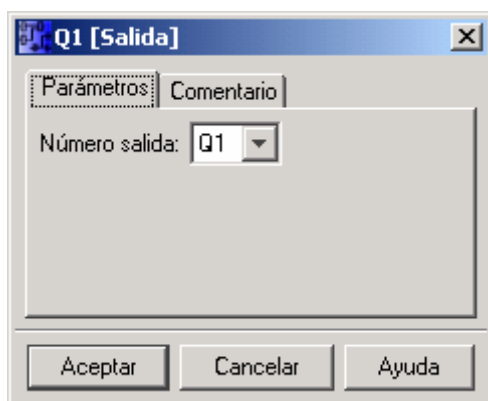 Q1 [Salida]
Parámetros Comentario
Número salida: Q1
Aceptar Cancelar Ayuda